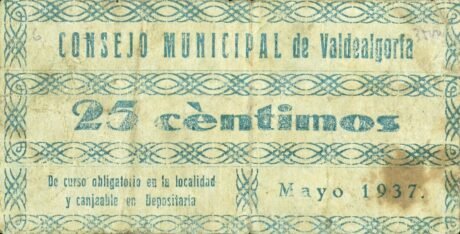 CONSEJO MUNICIPAL de Valdealgorfa
25 cèntimos
De curso obligatorio en la localidad
y canjeable en Depositaria
Mayo 1937.